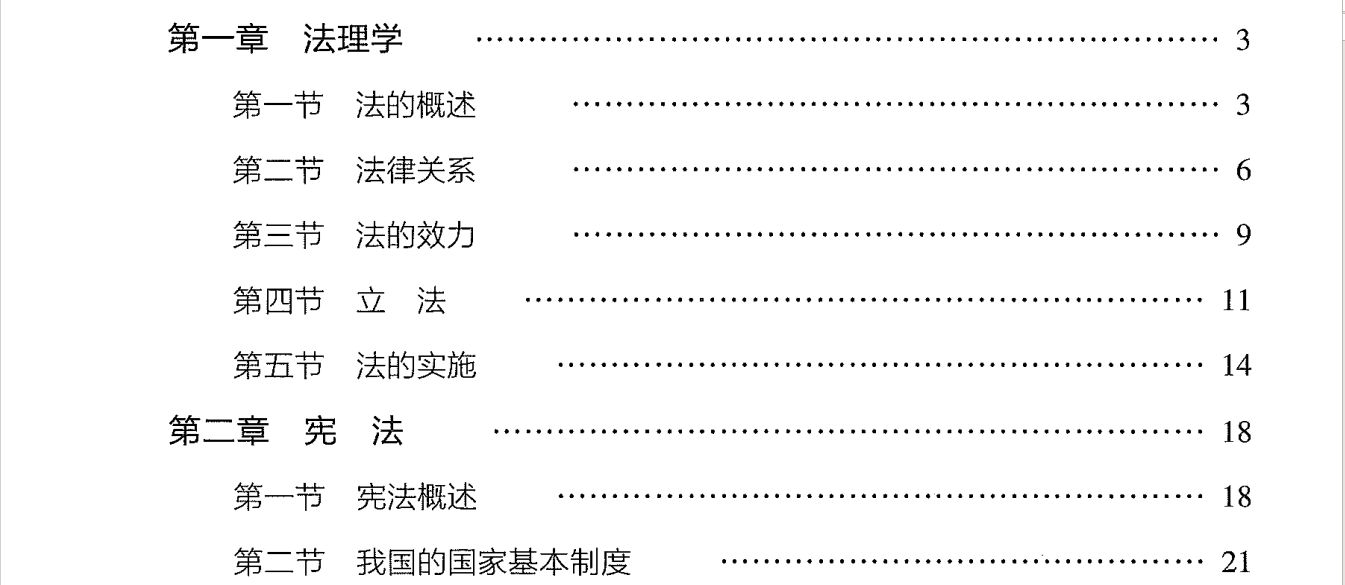 第一章 法理学 …… 3
第一节 法的概述 …… 3
第二节 法律关系 …… 6
第三节 法的效力 …… 9
第四节 立 法 …… 11
第五节 法的实施 …… 14
第二章 宪 法 …… 18
第一节 宪法概述 …… 18
第二节 我国的国家基本制度 …… 21